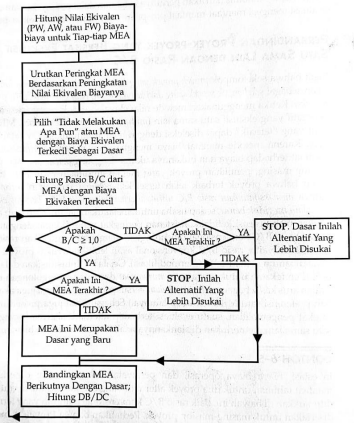 Hitung Nilai Ekivalen
(PW, AW, atau FW) Biaya-
biaya untuk Tiap-tiap MEA
Urutkan Peringkat MEA
Berdasarkan Peningkatan
Nilai Ekivalen Biayanya
Pilih “Tidak Melakukan
Apa Pun” atau MEA
dengan Biaya Ekivalen
Terkecil Sebagai Dasar
Hitung Rasio B/C dari
MEA dengan Biaya
Ekivaken Terkecil
Apakah
B/C ≥ 1,0
?
TIDAK
Apakah Ini
MEA Terakhir ?
YA
STOP. Dasar Inilah
Alternatif Yang
Lebih Disukai
YA
TIDAK
Apakah Ini
MEA Terakhir ?
YA
STOP. Inilah
Alternatif Yang
Lebih Disukai
TIDAK
MEA Ini Merupakan
Dasar yang Baru
Bandingkan MEA
Berikutnya Dengan Dasar;
Hitung DB/DC